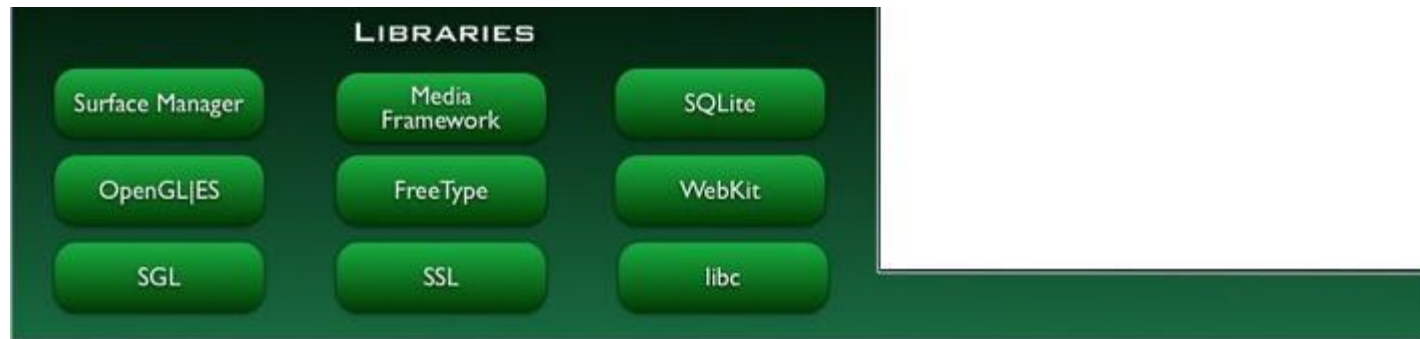 LIBRARIES
Surface Manager
Media
Framework
SQLite
OpenGL|ES
FreeType
WebKit
SGL
SSL
libc